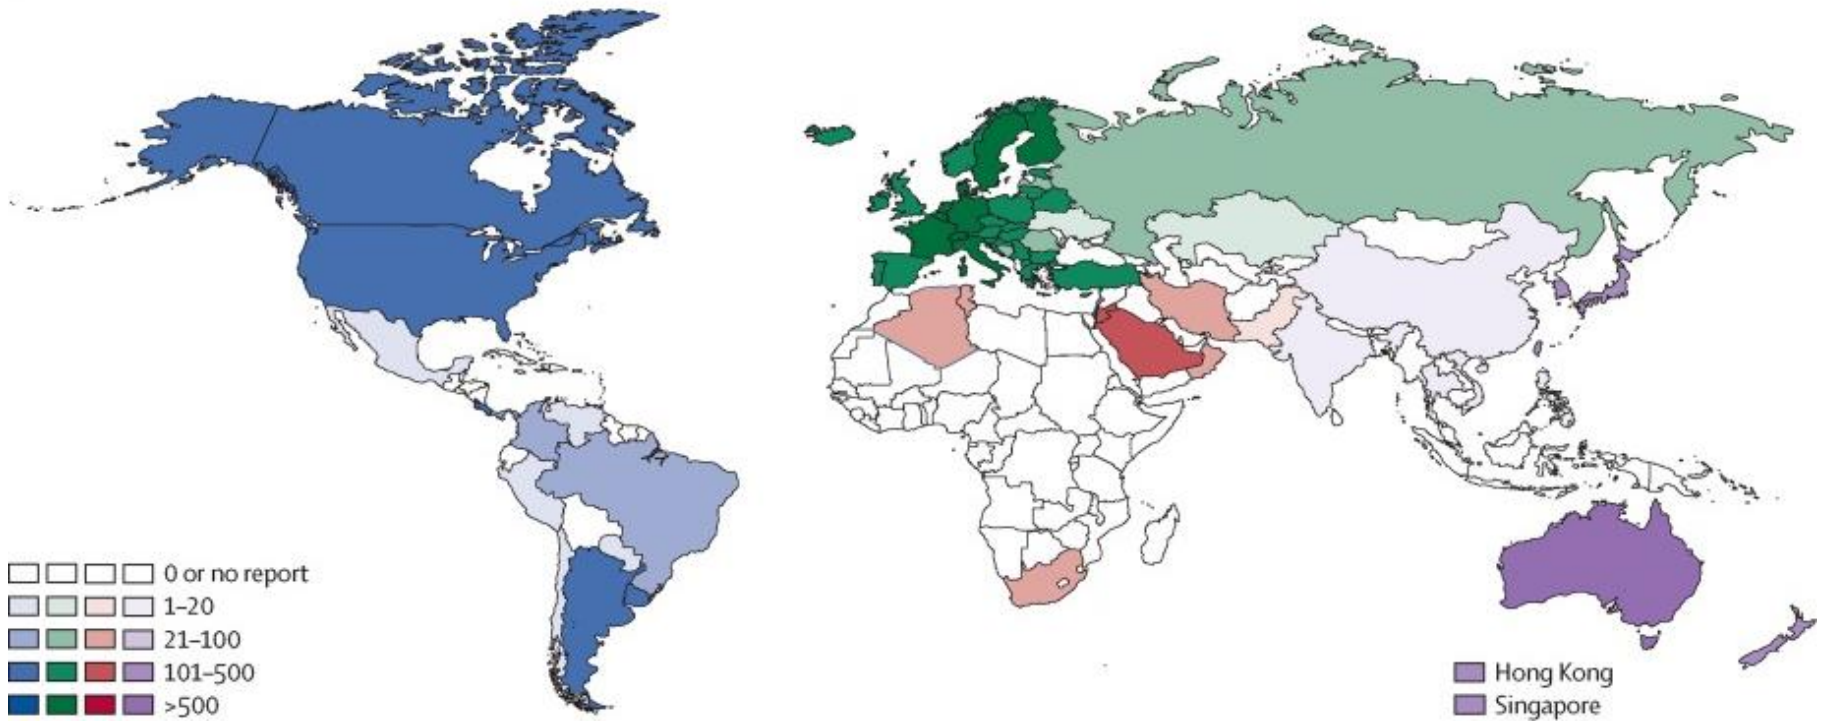 0 or no report
1–20
21–100
101–500
>500
Hong Kong
Singapore